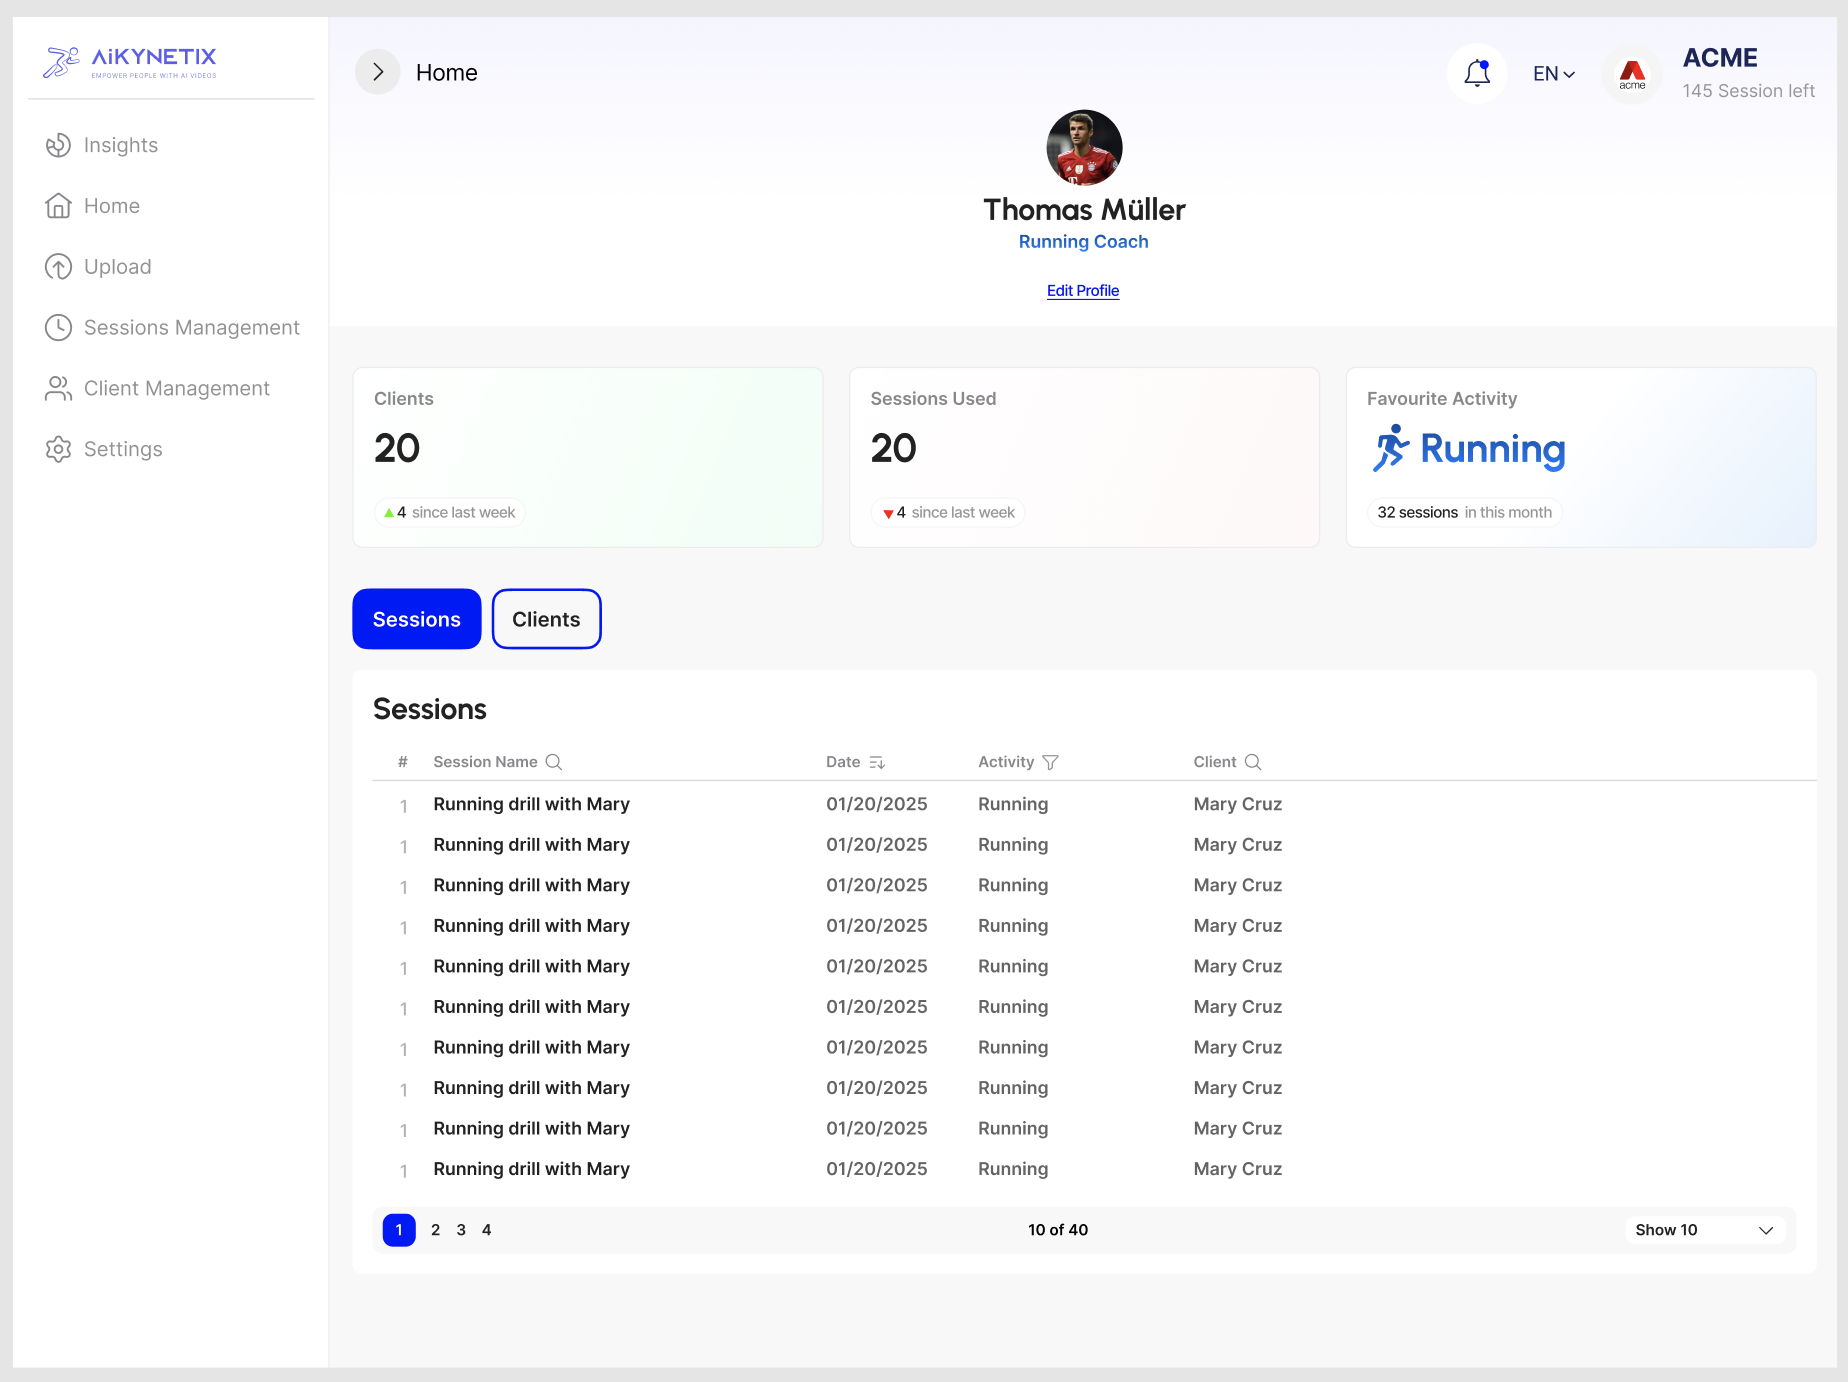 AiKYNETIX
EMPOWER PEOPLE WITH AI VIDEOS
Insights
Home
Upload
Sessions Management
Client Management
Settings
Home
EN
acme
ACME
145 Session left
Thomas Müller
Running Coach
Edit Profile
Clients
20
4 since last week
Sessions Used
20
4 since last week
Favourite Activity
Running
32 sessions in this month
Sessions
Clients
Sessions
# Session Name Date Activity Client
1 Running drill with Mary 01/20/2025 Running Mary Cruz
1 Running drill with Mary 01/20/2025 Running Mary Cruz
1 Running drill with Mary 01/20/2025 Running Mary Cruz
1 Running drill with Mary 01/20/2025 Running Mary Cruz
1 Running drill with Mary 01/20/2025 Running Mary Cruz
1 Running drill with Mary 01/20/2025 Running Mary Cruz
1 Running drill with Mary 01/20/2025 Running Mary Cruz
1 Running drill with Mary 01/20/2025 Running Mary Cruz
1 Running drill with Mary 01/20/2025 Running Mary Cruz
1 Running drill with Mary 01/20/2025 Running Mary Cruz
1 2 3 4 10 of 40 Show 10